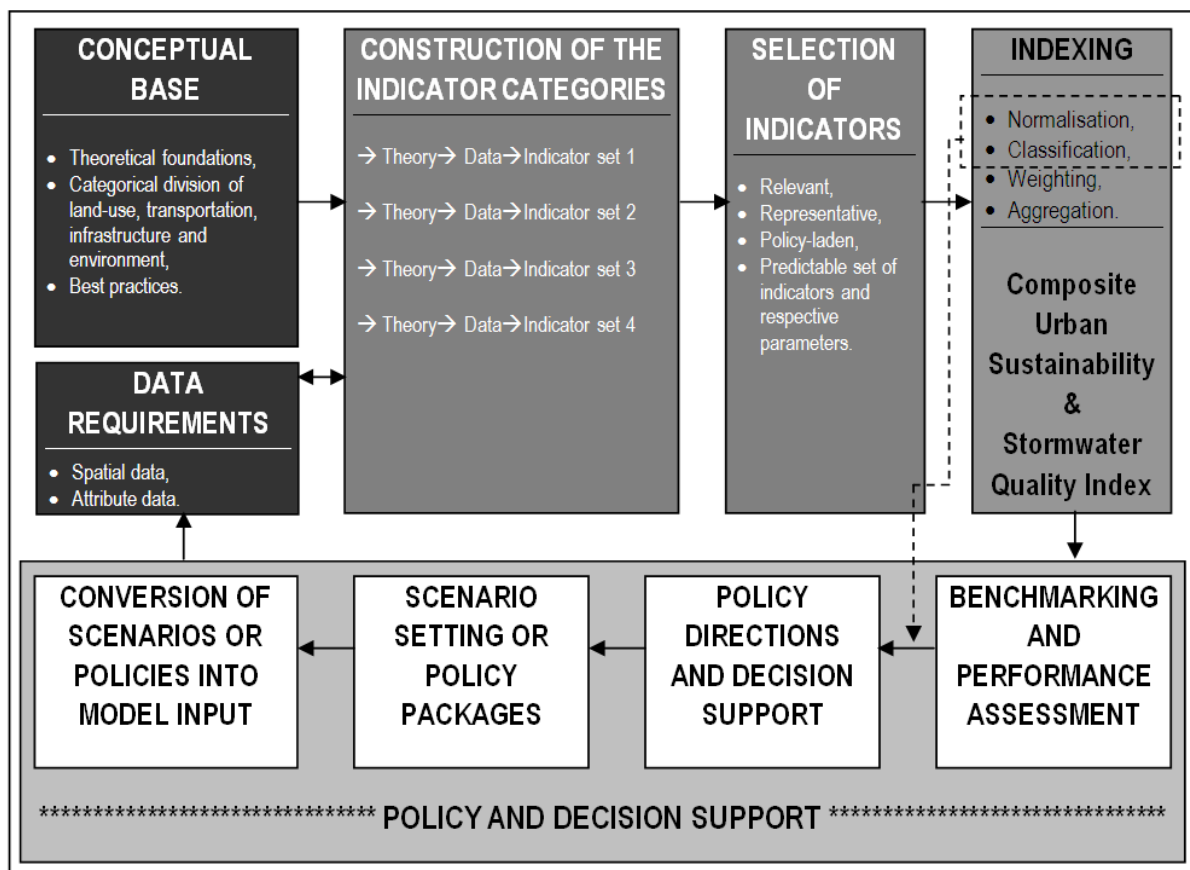 CONCEPTUAL
BASE
• Theoretical foundations,
• Categorical division of
land-use, transportation,
infrastructure and
environment,
• Best practices.
DATA
REQUIREMENTS
• Spatial data,
• Attribute data.
CONSTRUCTION OF THE
INDICATOR CATEGORIES
→ Theory→ Data→Indicator set 1
→ Theory→ Data→Indicator set 2
→ Theory→ Data→Indicator set 3
→ Theory→ Data→Indicator set 4
SELECTION
OF
INDICATORS
• Relevant,
• Representative,
• Policy-laden,
• Predictable set of
indicators and
respective
parameters.
INDEXING
• Normalisation,
• Classification,
• Weighting,
• Aggregation.
Composite
Urban
Sustainability
&
Stormwater
Quality Index
CONVERSION OF
SCENARIOS OR
POLICIES INTO
MODEL INPUT
SCENARIO
SETTING OR
POLICY
PACKAGES
POLICY
DIRECTIONS
AND DECISION
SUPPORT
BENCHMARKING
AND
PERFORMANCE
ASSESSMENT
******************************* POLICY AND DECISION SUPPORT *******************************